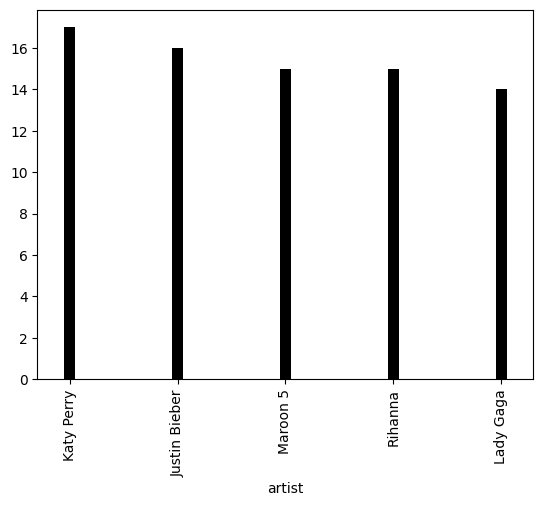 16
14
12
10
8
6
4
2
0
Katy Perry
Justin Bieber
Maroon 5
Rihanna
Lady Gaga
artist